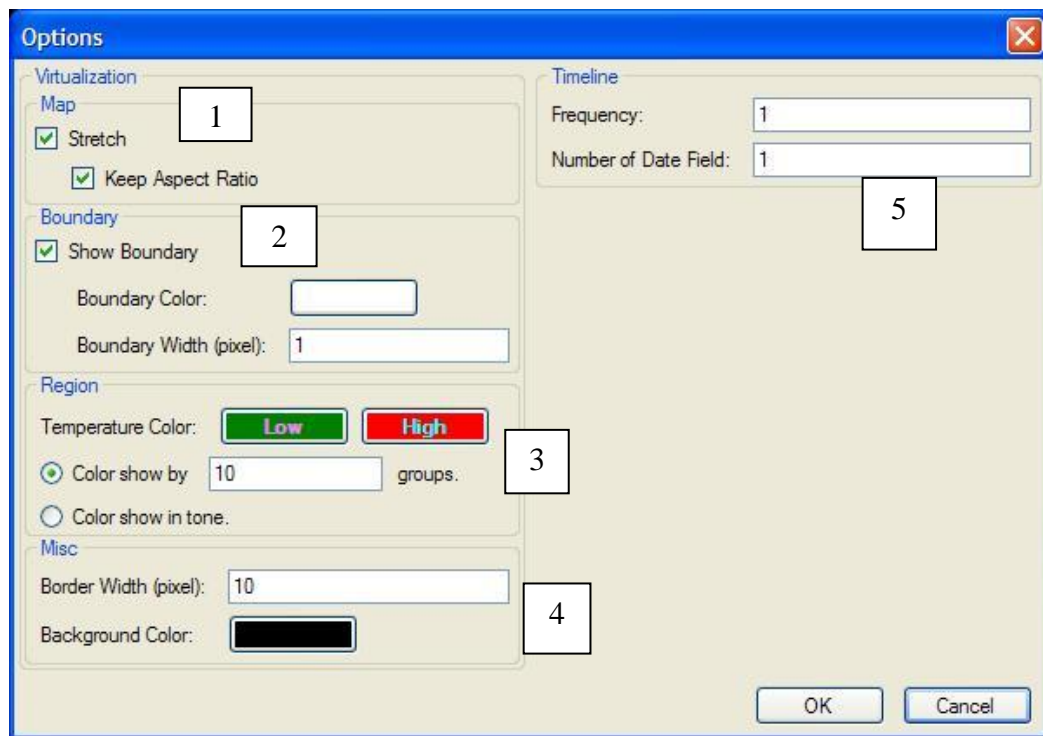 Options
Virtualization
Map
1
Stretch
Keep Aspect Ratio
Boundary
2
Show Boundary
Boundary Color:
Boundary Width (pixel): 1
Region
Temperature Color: Low High
3
Color show by 10 groups.
Color show in tone.
Misc
Border Width (pixel): 10
4
Background Color:
Timeline
Frequency: 1
Number of Date Field: 1
5
OK Cancel